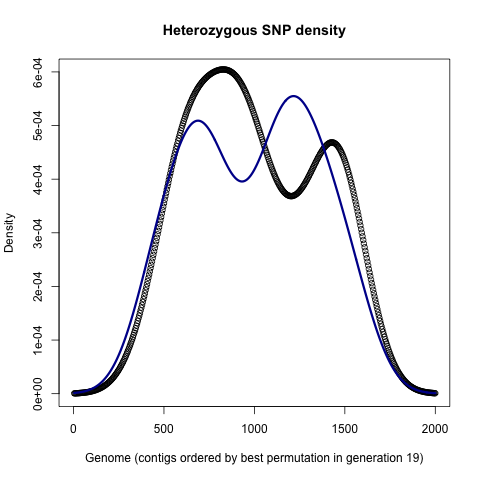 Heterozygous SNP density
Density
6e-04
5e-04
4e-04
3e-04
2e-04
1e-04
0e+00
0 500 1000 1500 2000
Genome (contigs ordered by best permutation in generation 19)